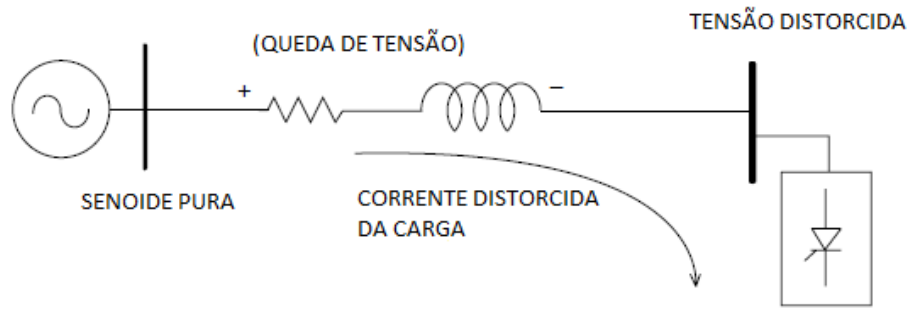 TENSÃO DISTORCIDA
(QUEDA DE TENSÃO)
+
–
SENOIDE PURA
CORRENTE DISTORCIDA
DA CARGA